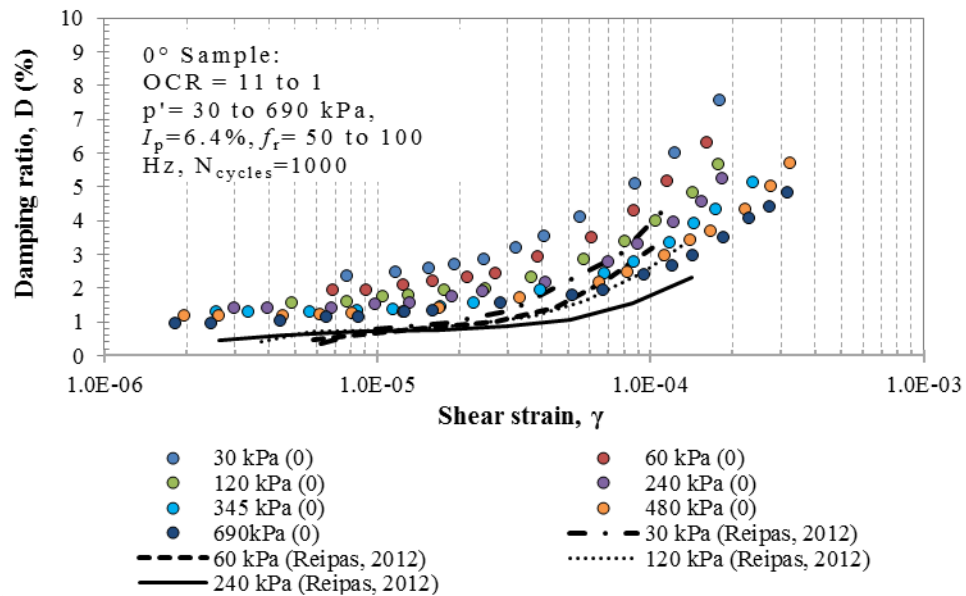 Damping ratio, D (%)
10
9
8
7
6
5
4
3
2
1
0
0° Sample:
OCR = 11 to 1
p'= 30 to 690 kPa,
Ip=6.4%, fr= 50 to 100
Hz, Ncycles=1000
1.0E-06 1.0E-05 1.0E-04 1.0E-03
Shear strain, γ
30 kPa (0) 60 kPa (0)
120 kPa (0) 240 kPa (0)
345 kPa (0) 480 kPa (0)
690kPa (0) 30 kPa (Reipas, 2012)
60 kPa (Reipas, 2012) 120 kPa (Reipas, 2012)
240 kPa (Reipas, 2012)